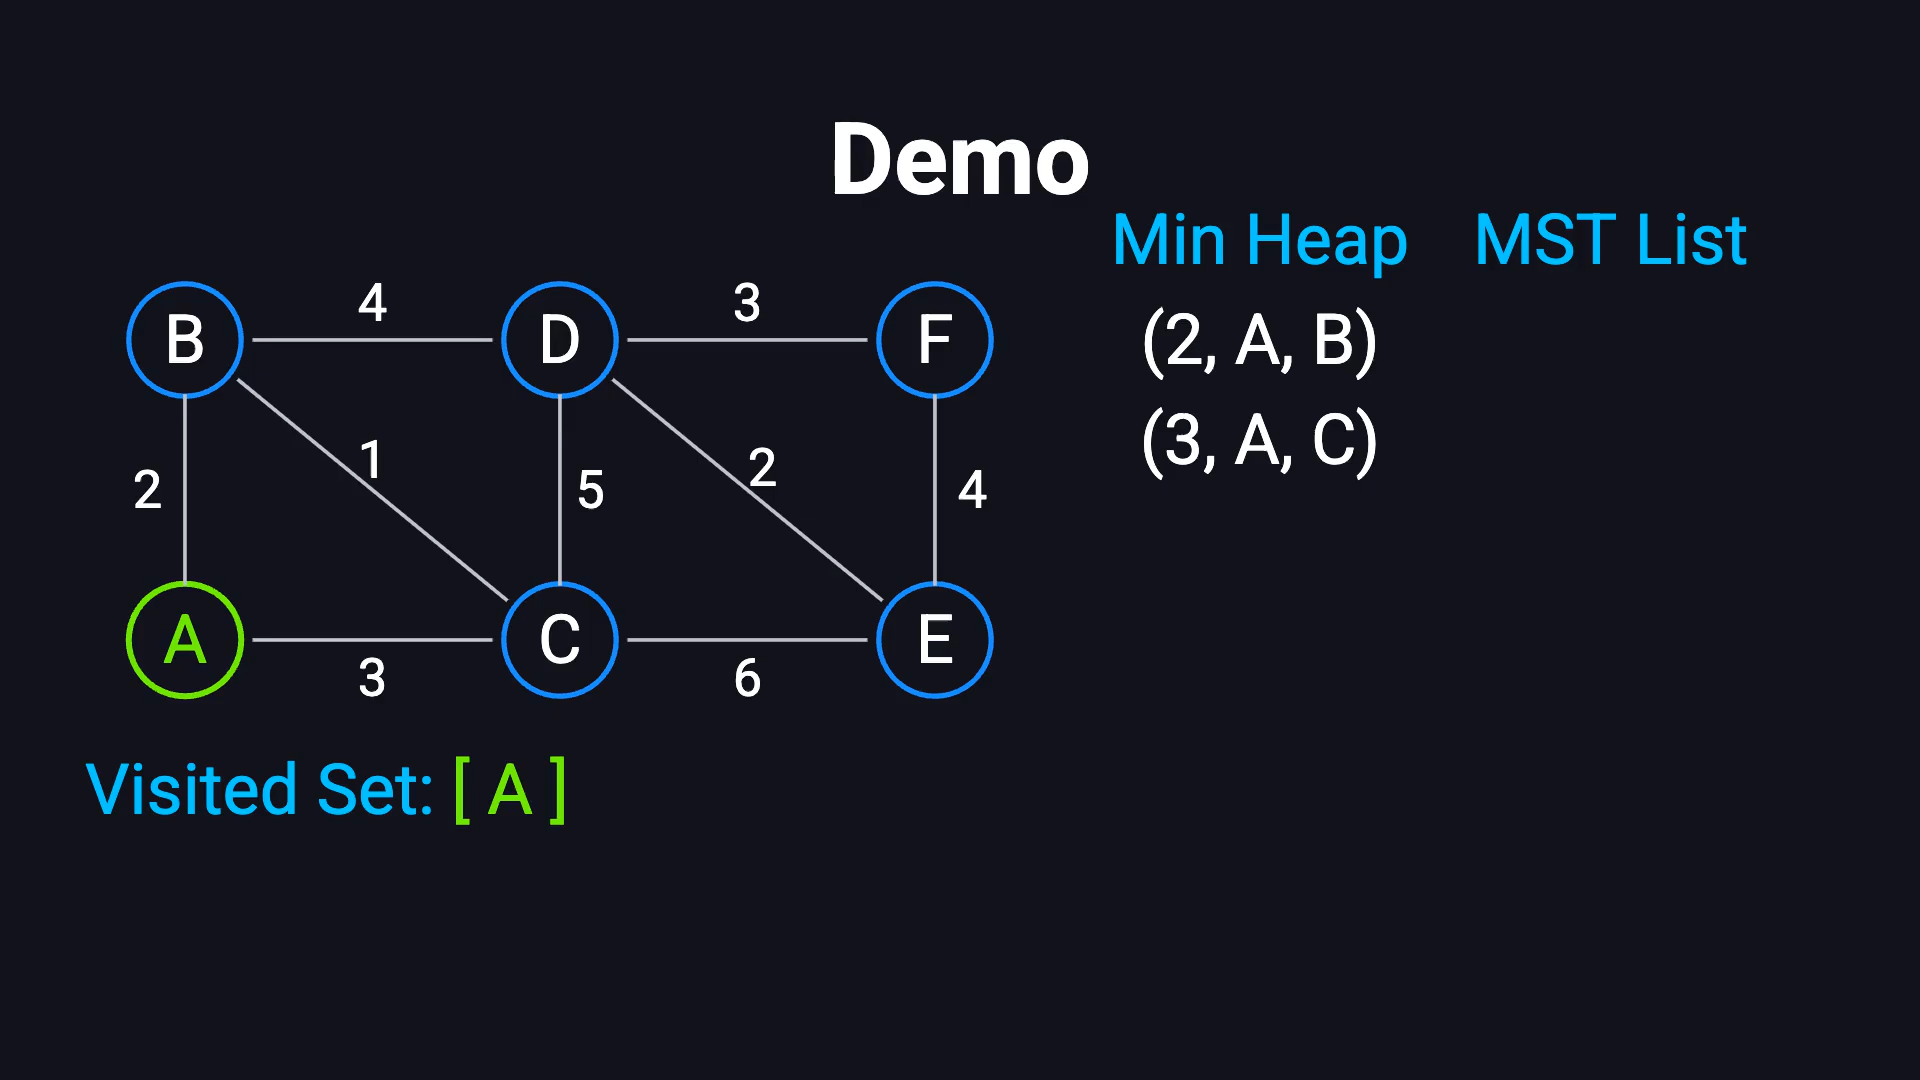 Demo
Min Heap MST List
(2, A, B)
(3, A, C)
B 4 D 3 F
2 1 5 2 4
A 3 C 6 E
Visited Set: [ A ]